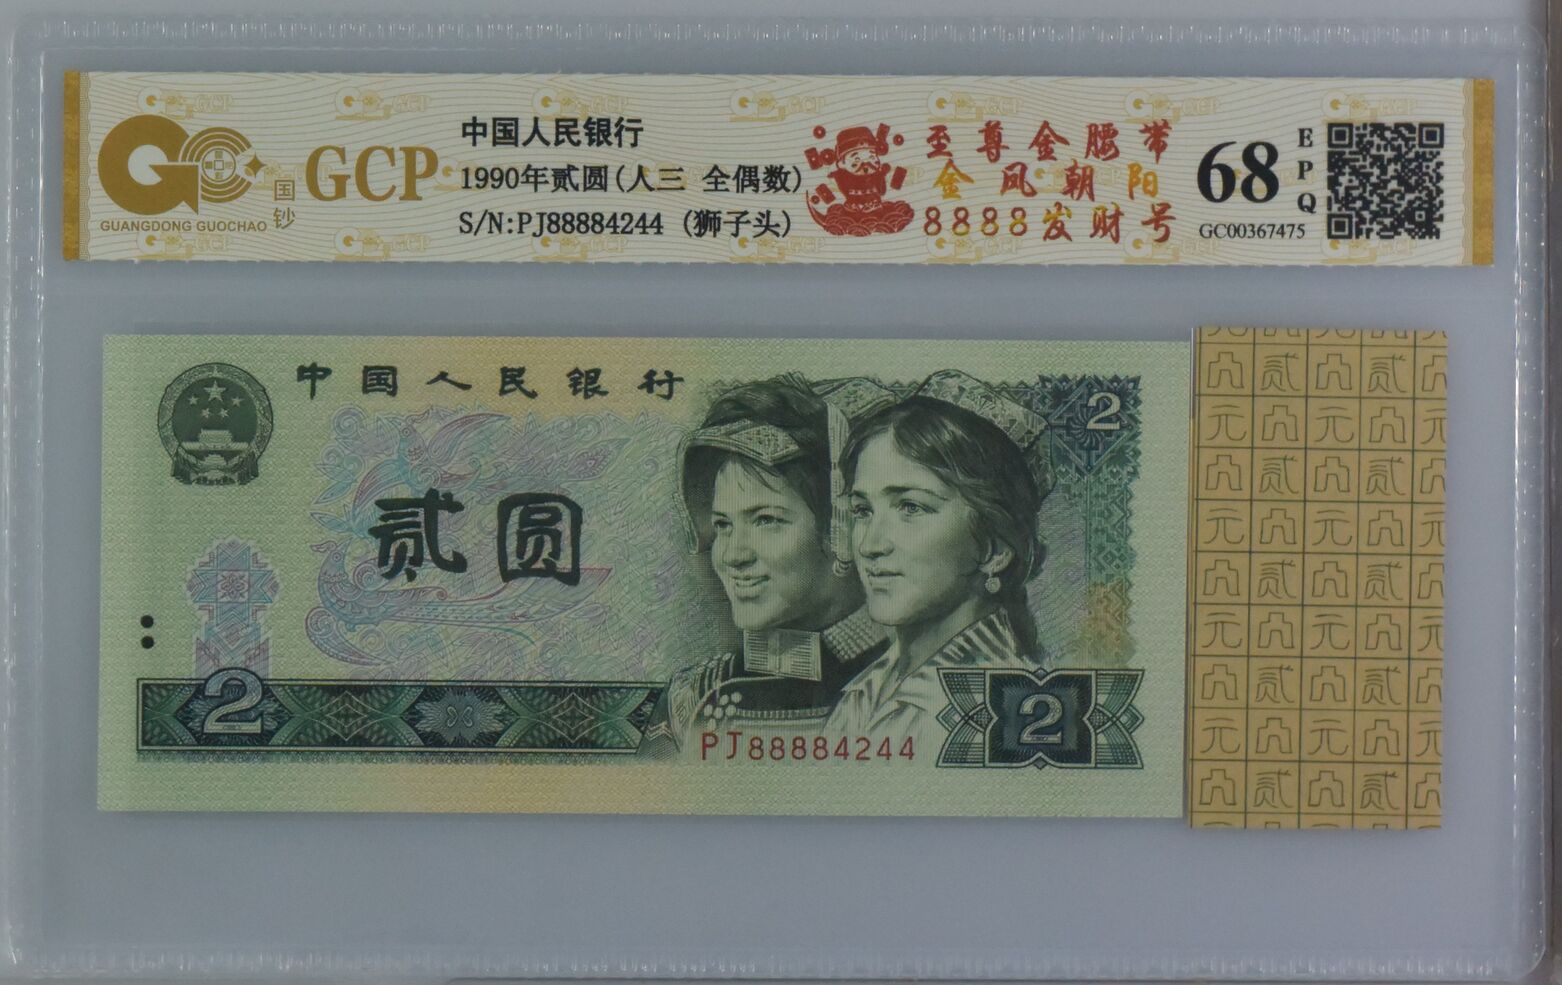 GCP
国钞
GUANGDONG GUOCHAO
中国人民银行
1990年贰圆(人三 全偶数)
S/N:PJ88884244 (狮子头)
至尊金腰带
金凤朝阳
8888发财号
68
EPQ
GC00367475
中国人民银行
2
贰圆
2
2
PJ88884244